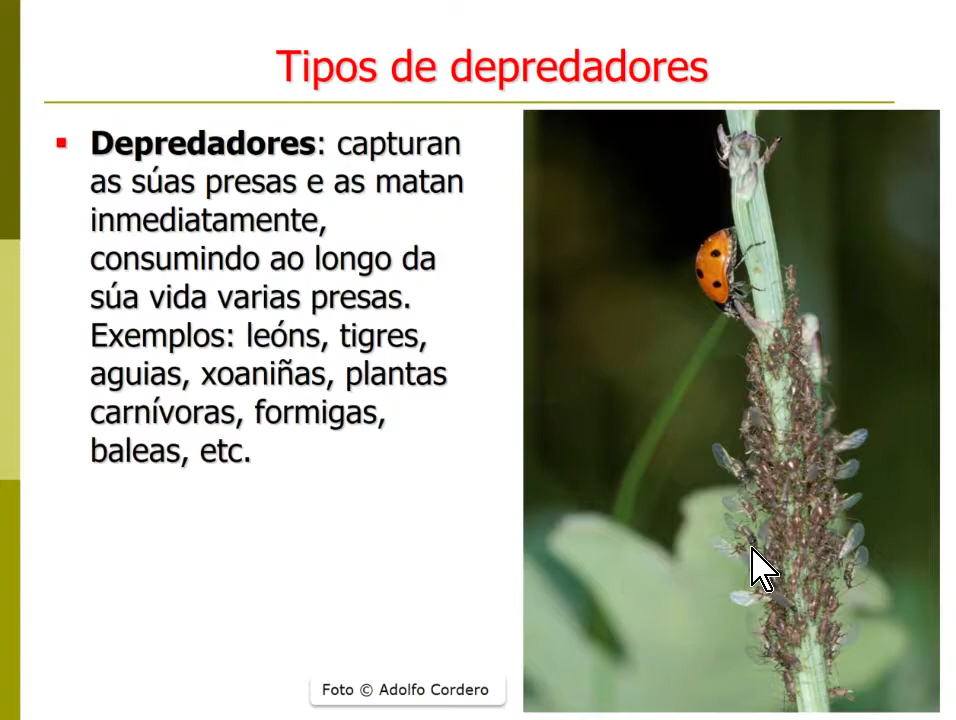 Tipos de depredadores
Depredadores: capturan
as súas presas e as matan
inmediatamente,
consumindo ao longo da
súa vida varias presas.
Exemplos: leóns, tigres,
aguias, xoaniñas, plantas
carnívoras, formigas,
baleas, etc.
Foto © Adolfo Cordero